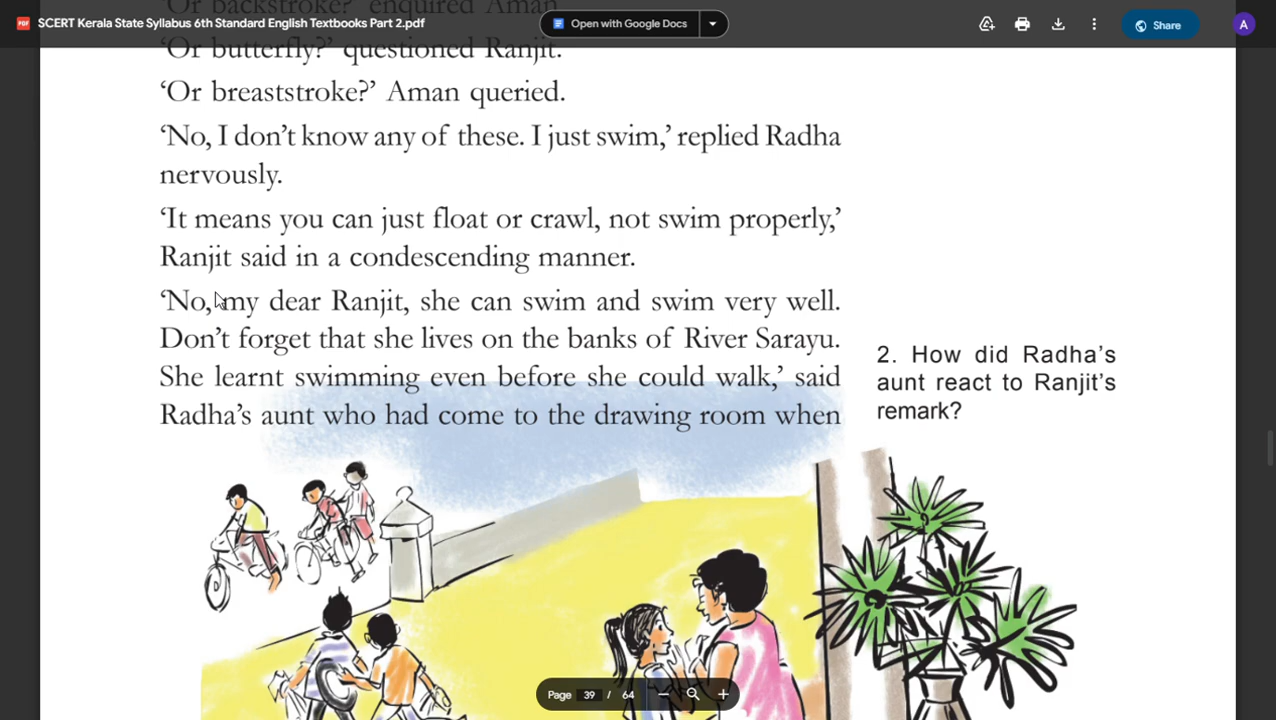 SCERT Kerala State Syllabus 6th Standard English Textbooks Part 2.pdf
Open with Google Docs
Share
A
‘Or backstroke?’ enquired Aman.
‘Or butterfly?’ questioned Ranjit.
‘Or breaststroke?’ Aman queried.
‘No, I don’t know any of these. I just swim,’ replied Radha
nervously.
‘It means you can just float or crawl, not swim properly,’
Ranjit said in a condescending manner.
‘No, my dear Ranjit, she can swim and swim very well.
Don’t forget that she lives on the banks of River Sarayu.
She learnt swimming even before she could walk,’ said
Radha’s aunt who had come to the drawing room when
2. How did Radha’s
aunt react to Ranjit’s
remark?
Page 39 / 64